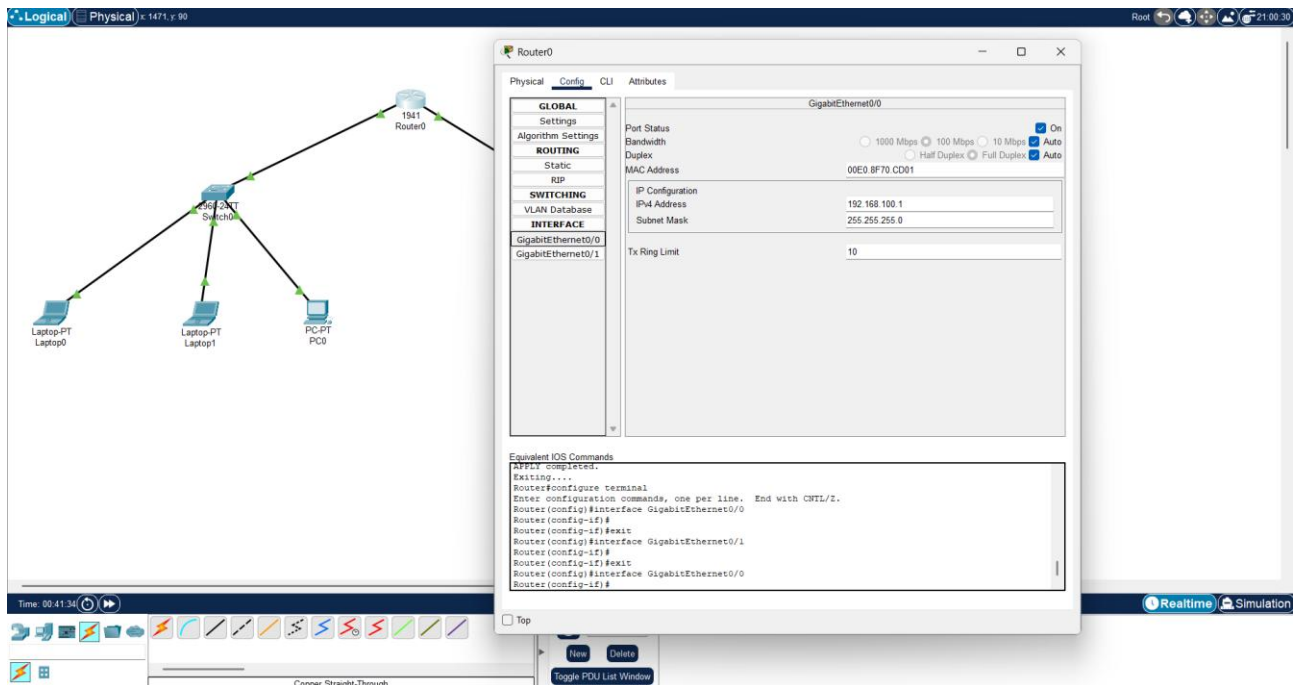 Logical Physical x: 1471, y: 90 Root 21:00:30
1941
Router0
2960-24TT
Switch0
Laptop-PT
Laptop0
Laptop-PT
Laptop1
PC-PT
PC0
Router0
Physical Config CLI Attributes
GLOBAL
Settings
Algorithm Settings
ROUTING
Static
RIP
SWITCHING
VLAN Database
INTERFACE
GigabitEthernet0/0
GigabitEthernet0/1
GigabitEthernet0/0
Port Status On
Bandwidth 1000 Mbps 100 Mbps 10 Mbps Auto
Duplex Half Duplex Full Duplex Auto
MAC Address 00E0.8F70.CD01
IP Configuration
IPv4 Address 192.168.100.1
Subnet Mask 255.255.255.0
Tx Ring Limit 10
Equivalent IOS Commands
APPLY completed.
Exiting....
Router#configure terminal
Enter configuration commands, one per line. End with CNTL/Z.
Router(config)#interface GigabitEthernet0/0
Router(config-if)#
Router(config-if)#exit
Router(config)#interface GigabitEthernet0/1
Router(config-if)#
Router(config-if)#exit
Router(config)#interface GigabitEthernet0/0
Router(config-if)#
Top
Time: 00:41:34 Realtime Simulation
New Delete
Toggle PDU List Window
Copper Straight-Through